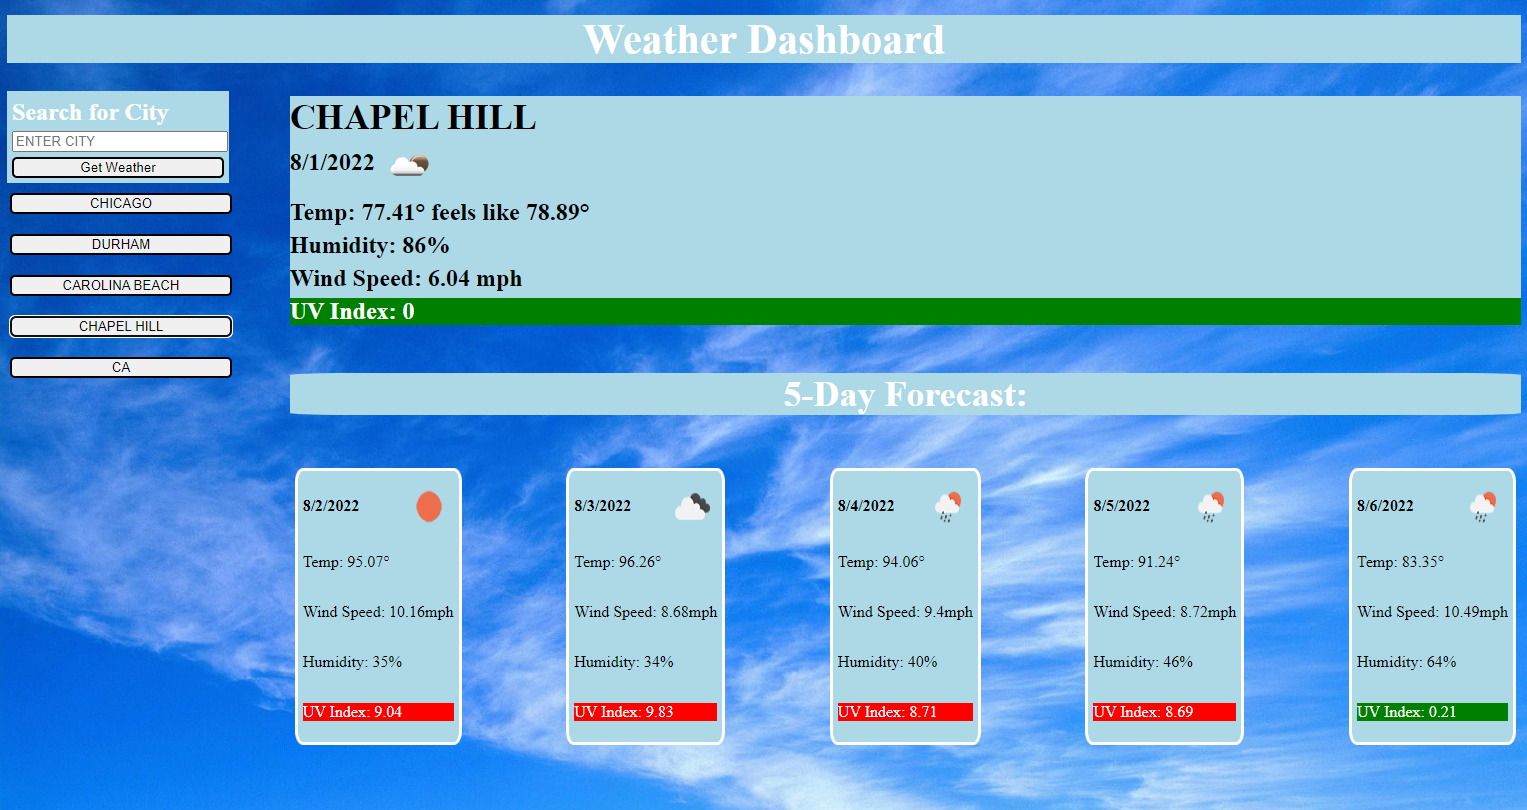 Weather Dashboard
Search for City
ENTER CITY
Get Weather
CHICAGO
DURHAM
CAROLINA BEACH
CHAPEL HILL
CA
CHAPEL HILL
8/1/2022
Temp: 77.41° feels like 78.89°
Humidity: 86%
Wind Speed: 6.04 mph
UV Index: 0
5-Day Forecast:
8/2/2022
Temp: 95.07°
Wind Speed: 10.16mph
Humidity: 35%
UV Index: 9.04
8/3/2022
Temp: 96.26°
Wind Speed: 8.68mph
Humidity: 34%
UV Index: 9.83
8/4/2022
Temp: 94.06°
Wind Speed: 9.4mph
Humidity: 40%
UV Index: 8.71
8/5/2022
Temp: 91.24°
Wind Speed: 8.72mph
Humidity: 46%
UV Index: 8.69
8/6/2022
Temp: 83.35°
Wind Speed: 10.49mph
Humidity: 64%
UV Index: 0.21